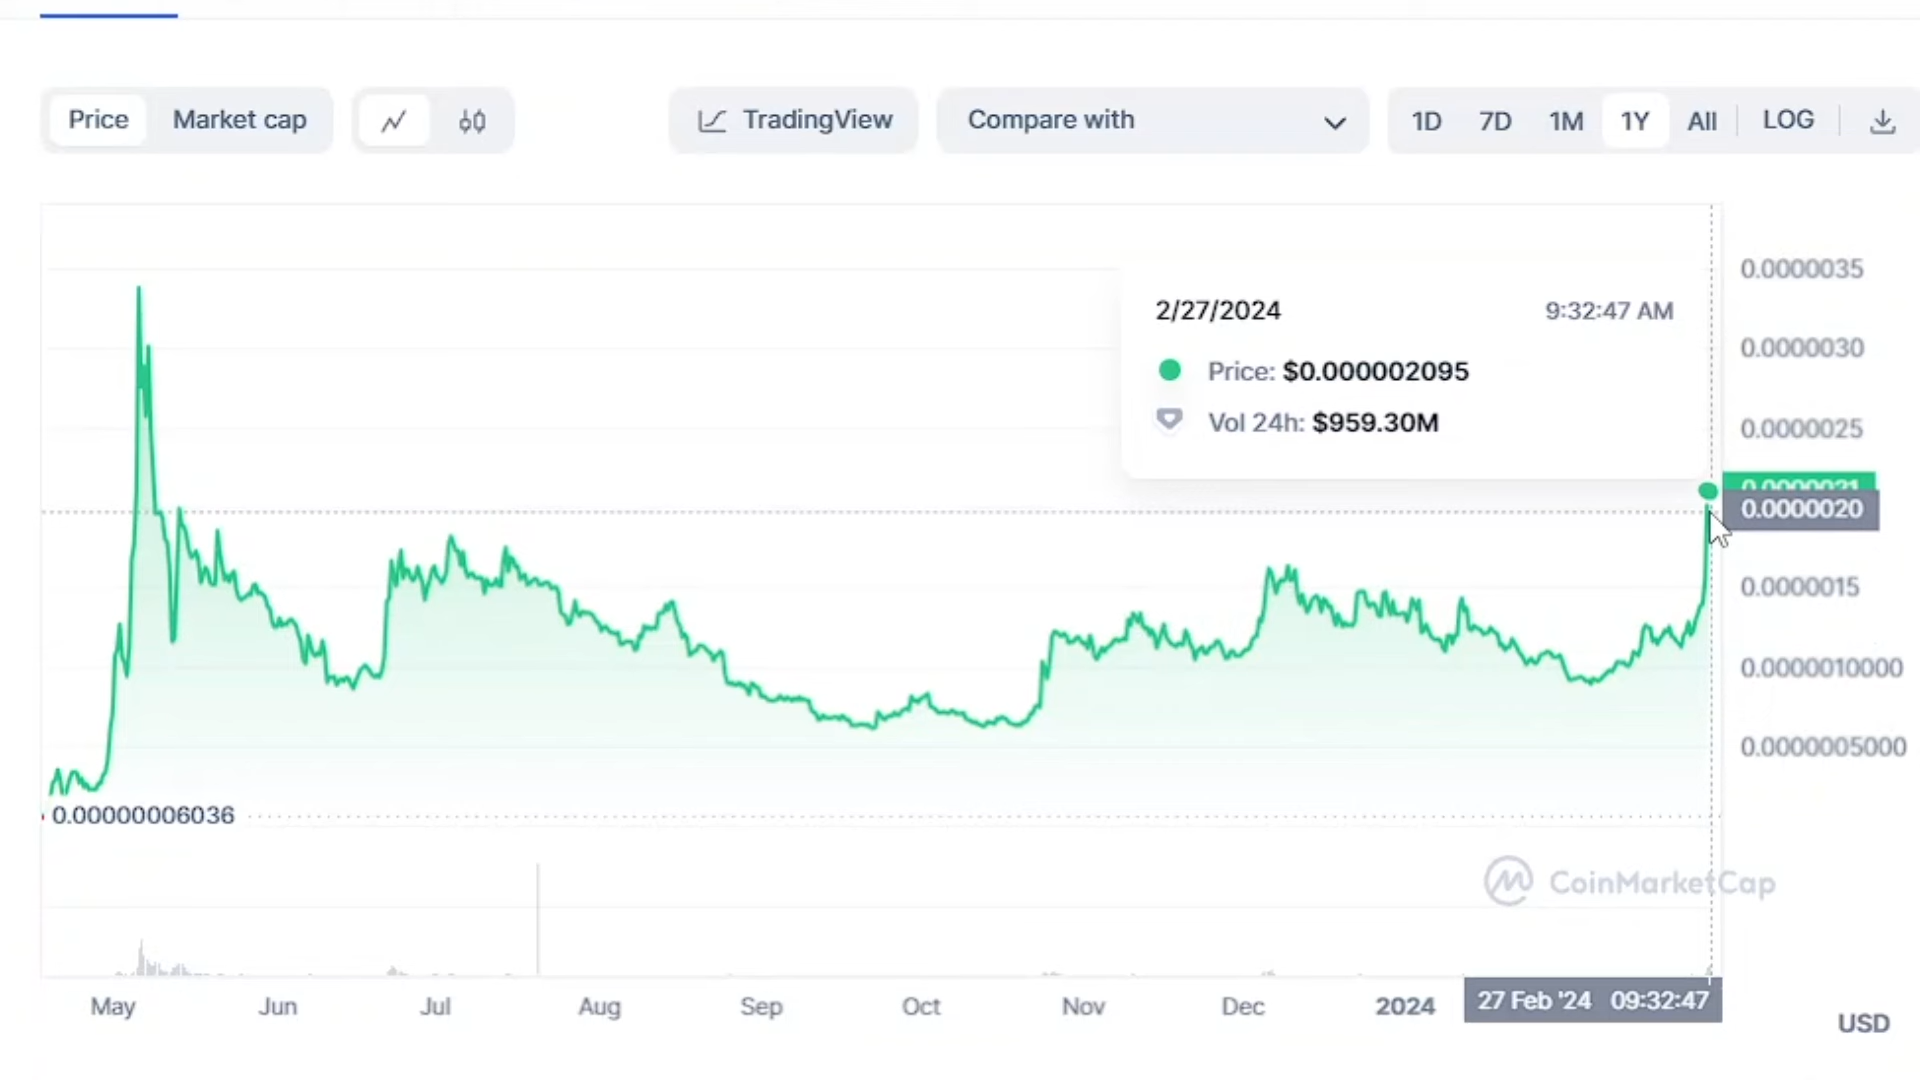 Price Market cap TradingView Compare with 1D 7D 1M 1Y All LOG
0.0000035
2/27/2024 9:32:47 AM
0.0000030
Price: $0.000002095
Vol 24h: $959.30M
0.0000025
0.0000021
0.0000020
0.0000015
0.0000010000
0.0000005000
0.00000006036
CoinMarketCap
May Jun Jul Aug Sep Oct Nov Dec 2024 27 Feb '24 09:32:47
USD